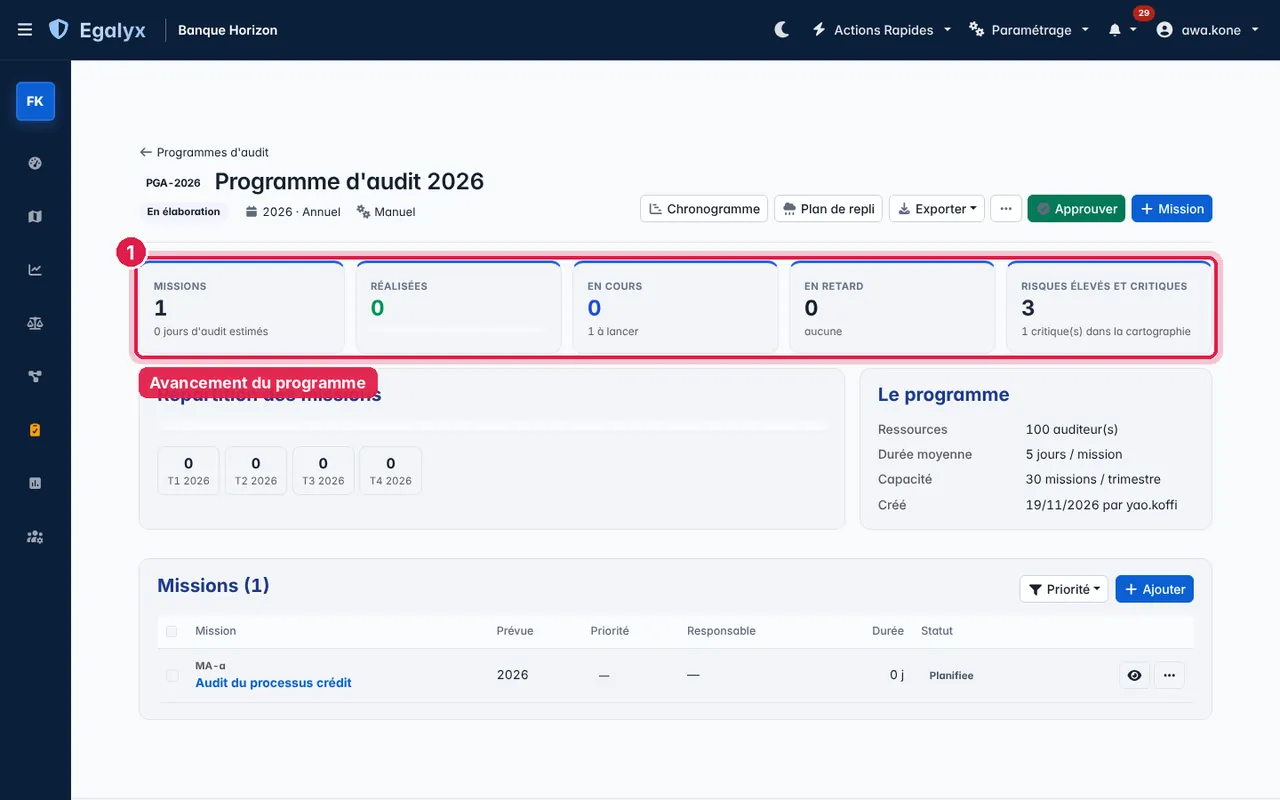 Egalyx
Banque Horizon
Actions Rapides
Paramétrage
29
awa.kone
FK
Programmes d'audit
PGA-2026 Programme d'audit 2026
En élaboration 2026 · Annuel Manuel
Chronogramme
Plan de repli
Exporter
...
Approuver
+ Mission
1
MISSIONS
1
0 jours d'audit estimés
RÉALISÉES
0
EN COURS
0
1 à lancer
EN RETARD
0
aucune
RISQUES ÉLEVÉS ET CRITIQUES
3
1 critique(s) dans la cartographie
Avancement du programme
Répartition des missions
0
T1 2026
0
T2 2026
0
T3 2026
0
T4 2026
Le programme
Ressources 100 auditeur(s)
Durée moyenne 5 jours / mission
Capacité 30 missions / trimestre
Créé 19/11/2026 par yao.koffi
Missions (1)
Priorité
+ Ajouter
Mission Prévue Priorité Responsable Durée Statut
MA-a
Audit du processus crédit 2026 — — 0 j Planifiee ...